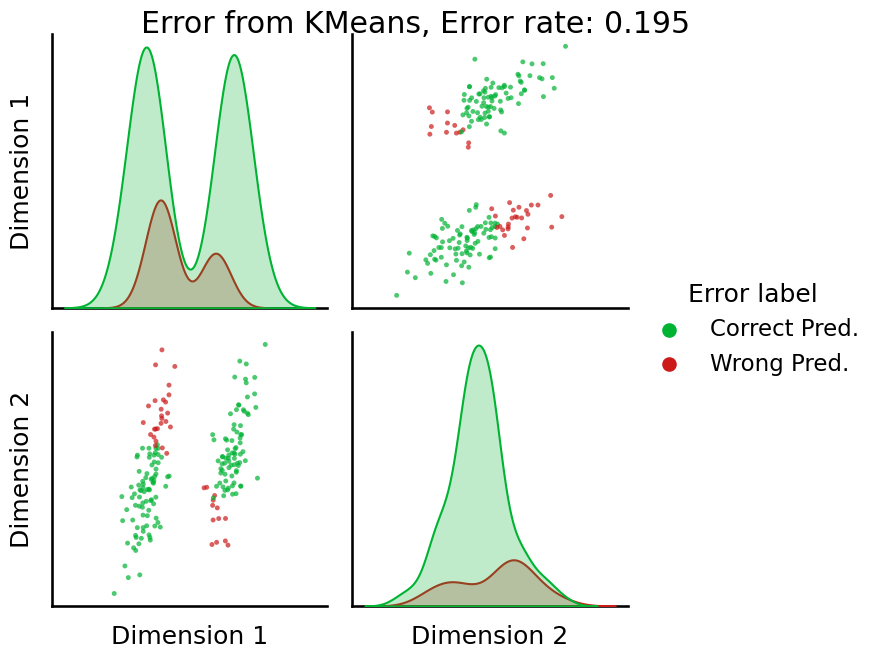 Error from KMeans, Error rate: 0.195
Dimension 1
Error label
Correct Pred.
Wrong Pred.
Dimension 2
Dimension 1
Dimension 2